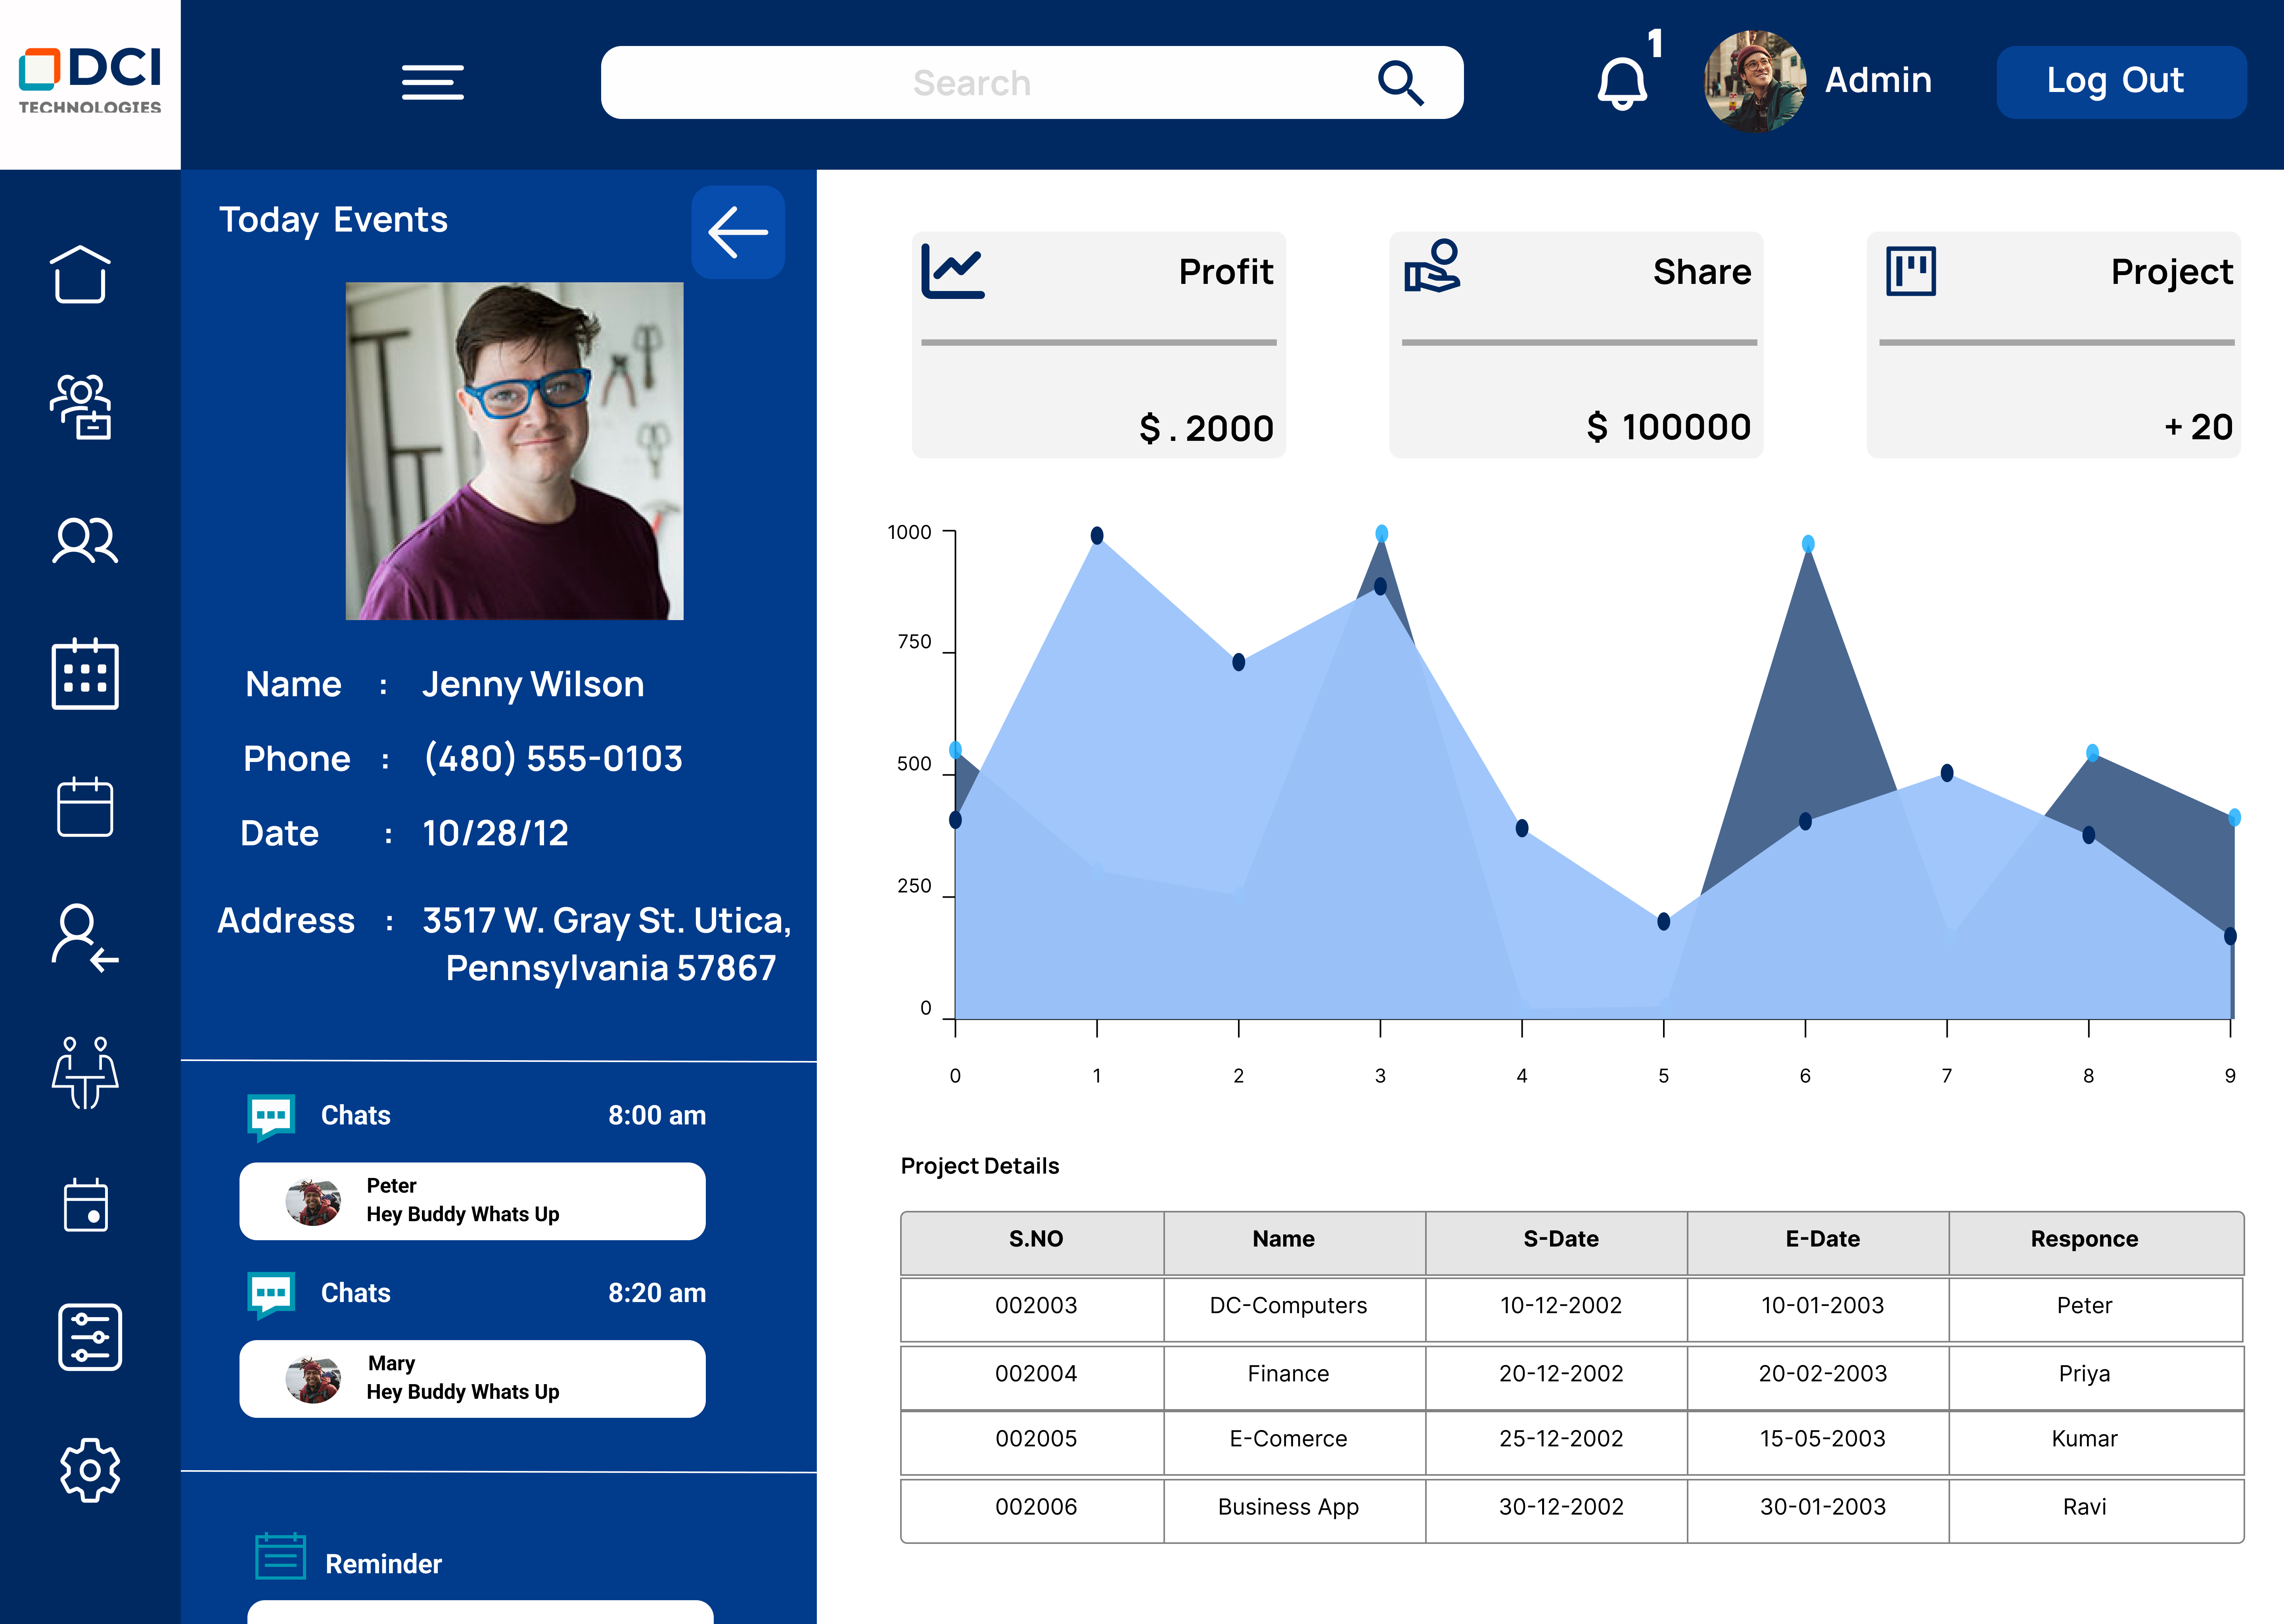 DCI
TECHNOLOGIES
Search
1
Admin
Log Out
Today Events
Name : Jenny Wilson
Phone : (480) 555-0103
Date : 10/28/12
Address : 3517 W. Gray St. Utica,
Pennsylvania 57867
Chats 8:00 am
Peter
Hey Buddy Whats Up
Chats 8:20 am
Mary
Hey Buddy Whats Up
Reminder
Profit
$ . 2000
Share
$ 100000
Project
+ 20
1000
750
500
250
0
0 1 2 3 4 5 6 7 8 9
Project Details
S.NO Name S-Date E-Date Responce
002003 DC-Computers 10-12-2002 10-01-2003 Peter
002004 Finance 20-12-2002 20-02-2003 Priya
002005 E-Comerce 25-12-2002 15-05-2003 Kumar
002006 Business App 30-12-2002 30-01-2003 Ravi